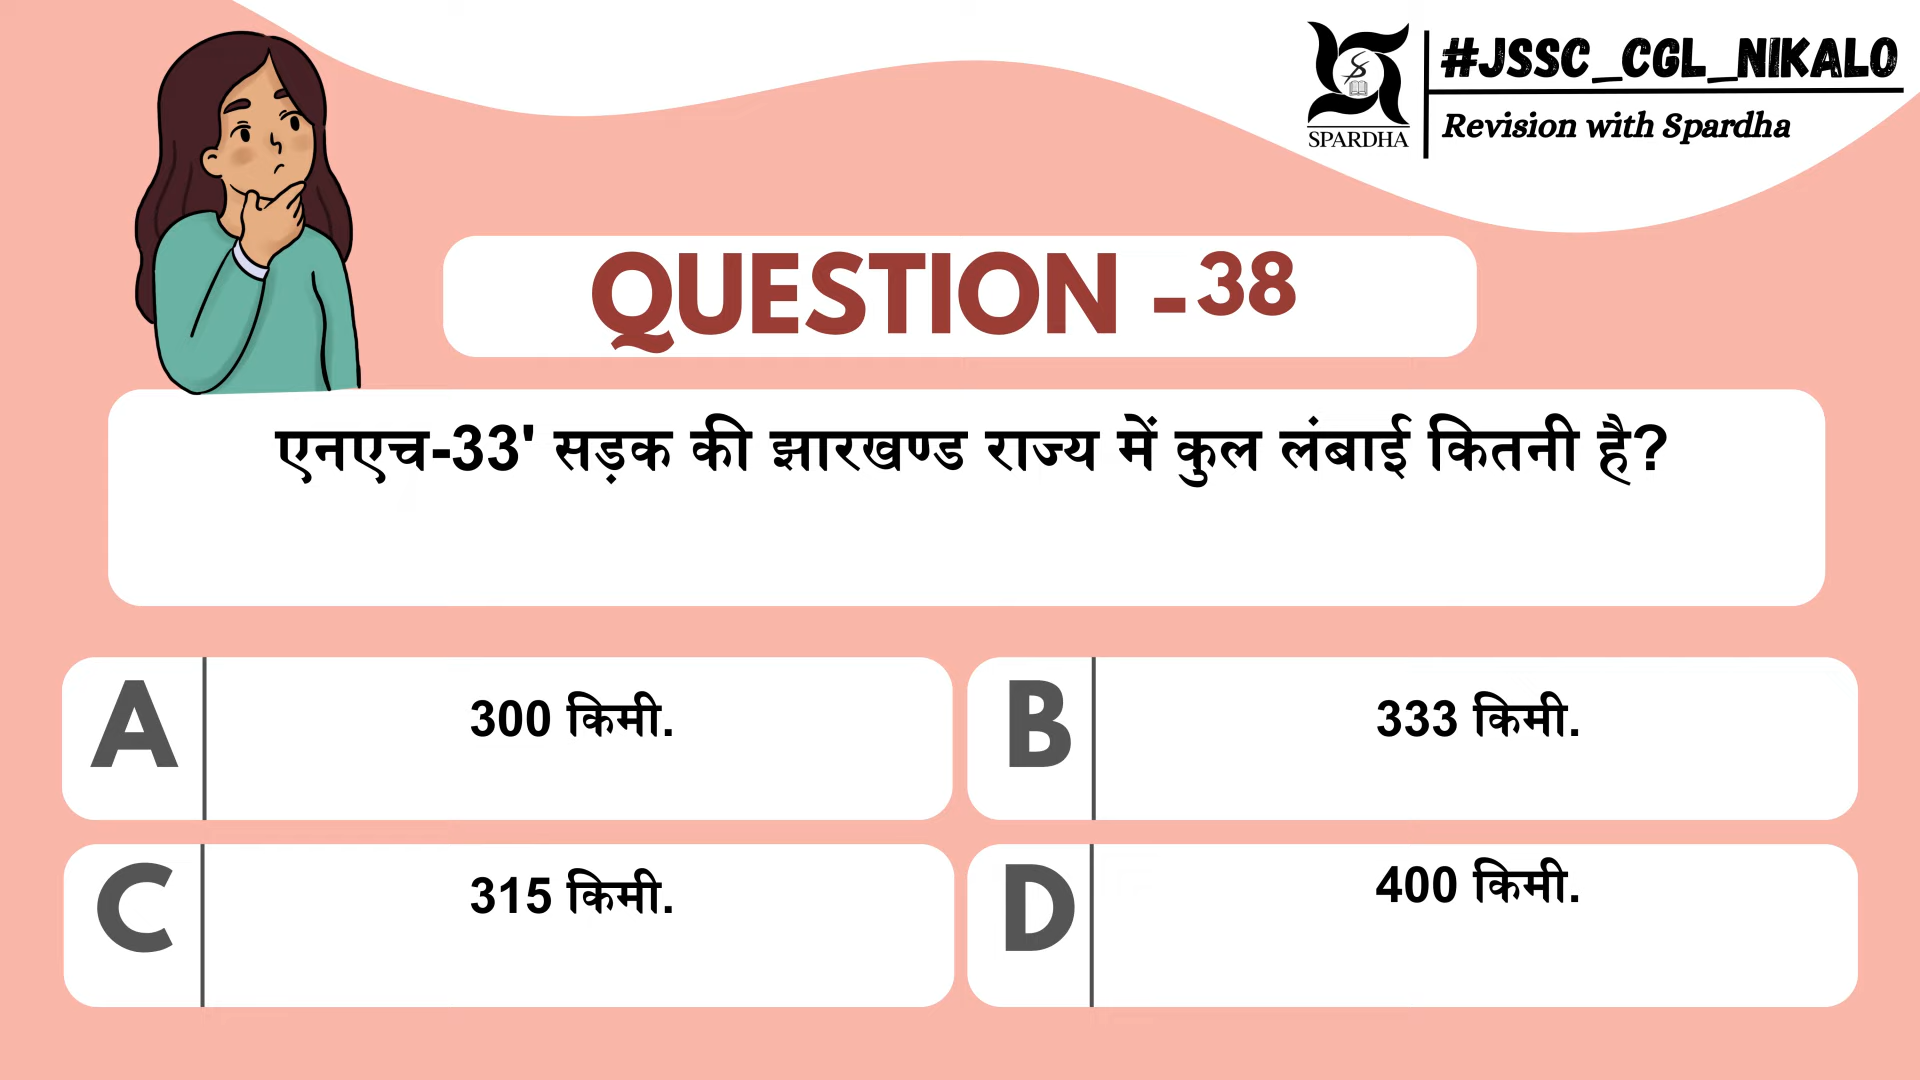 #JSSC_CGL_NIKALO
SPARDHA
Revision with Spardha
QUESTION -38
एनएच-33' सड़क की झारखण्ड राज्य में कुल लंबाई कितनी है?
A
300 किमी.
B
333 किमी.
C
315 किमी.
D
400 किमी.